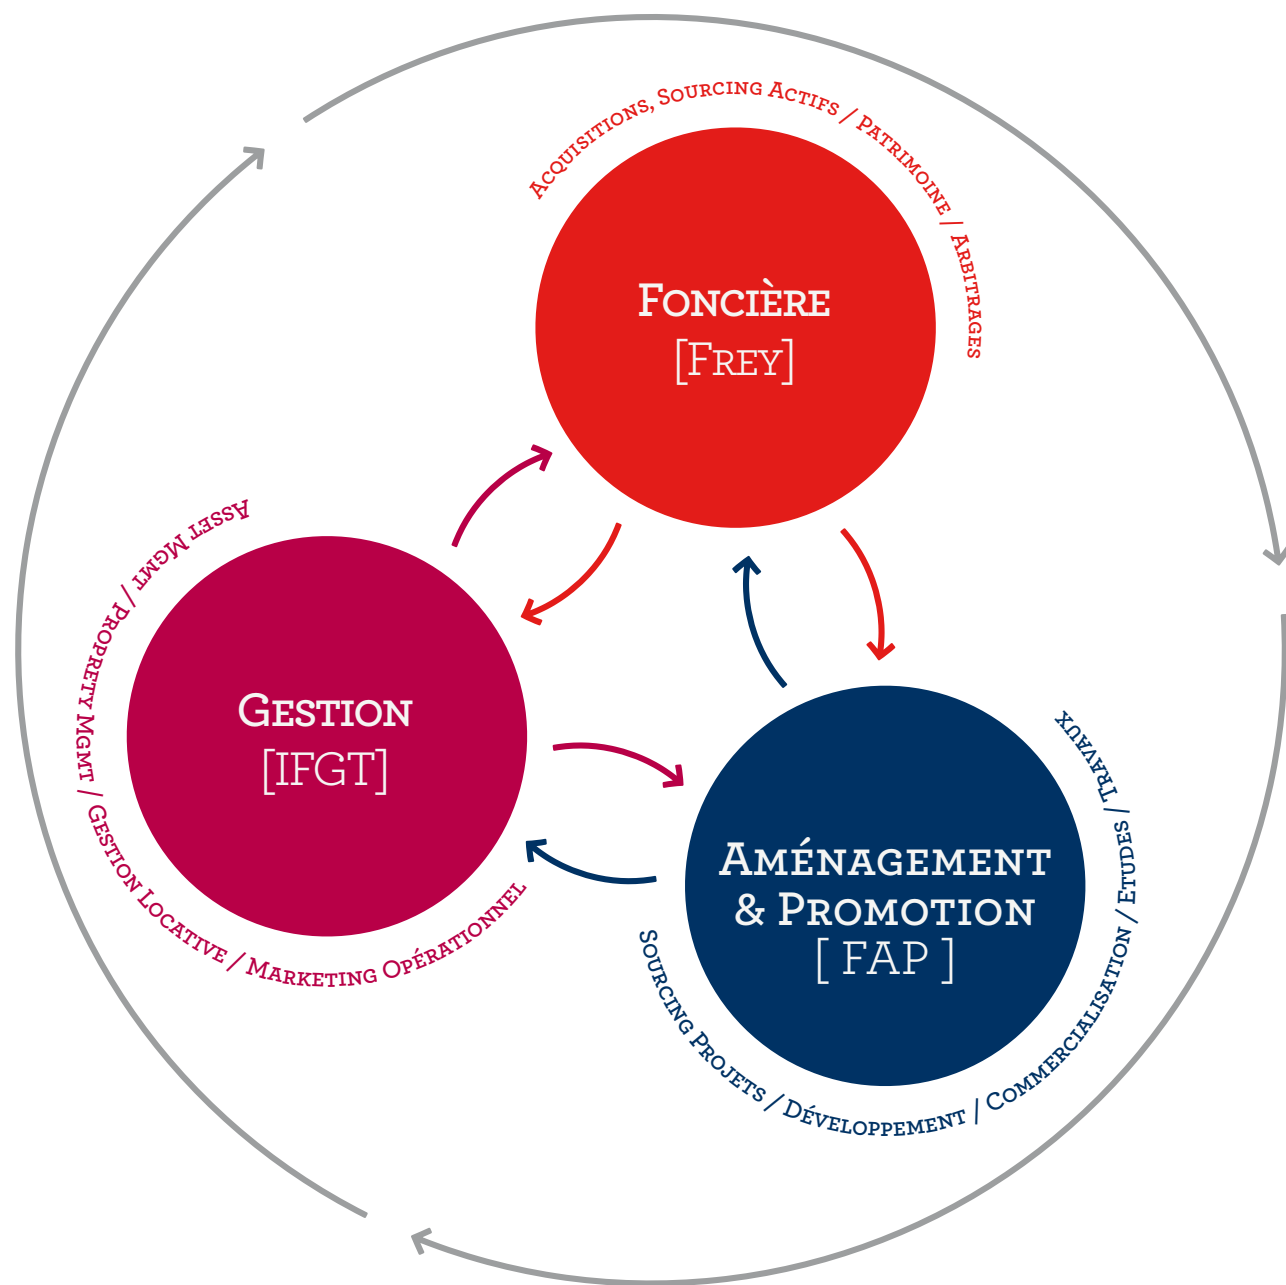 Acquisitions, Sourcing Actifs / Patrimoine / Arbitrages
Foncière
[Frey]
Asset Mgmt / Proprety Mgmt / Gestion Locative / Marketing Opérationnel
Gestion
[IFGT]
Aménagement
& Promotion
[ FAP ]
Sourcing Projets / Développement / Commercialisation / Etudes / Travaux